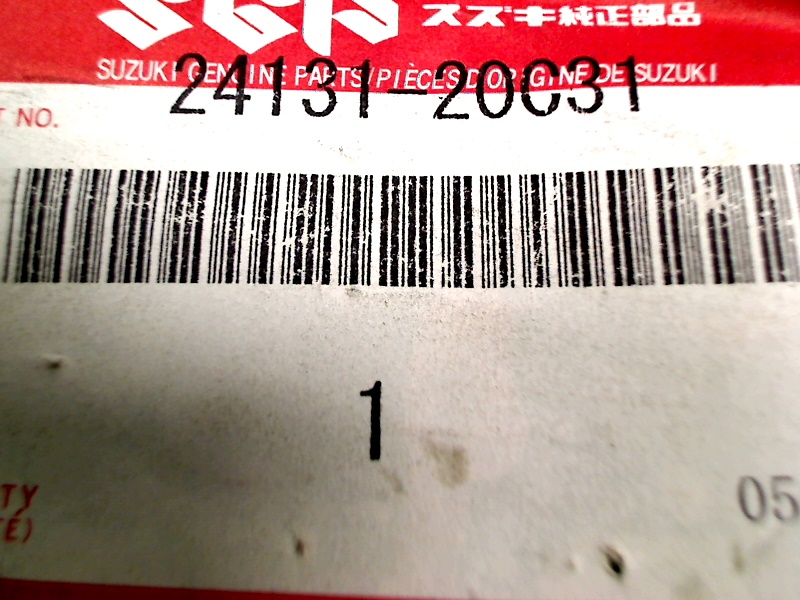 スズキ純正部品
SUZUKI GENUINE PARTS/PIÈCES D'ORIGINE DE SUZUKI
24131-20C31
T NO.
1
TY
TÉ)
05